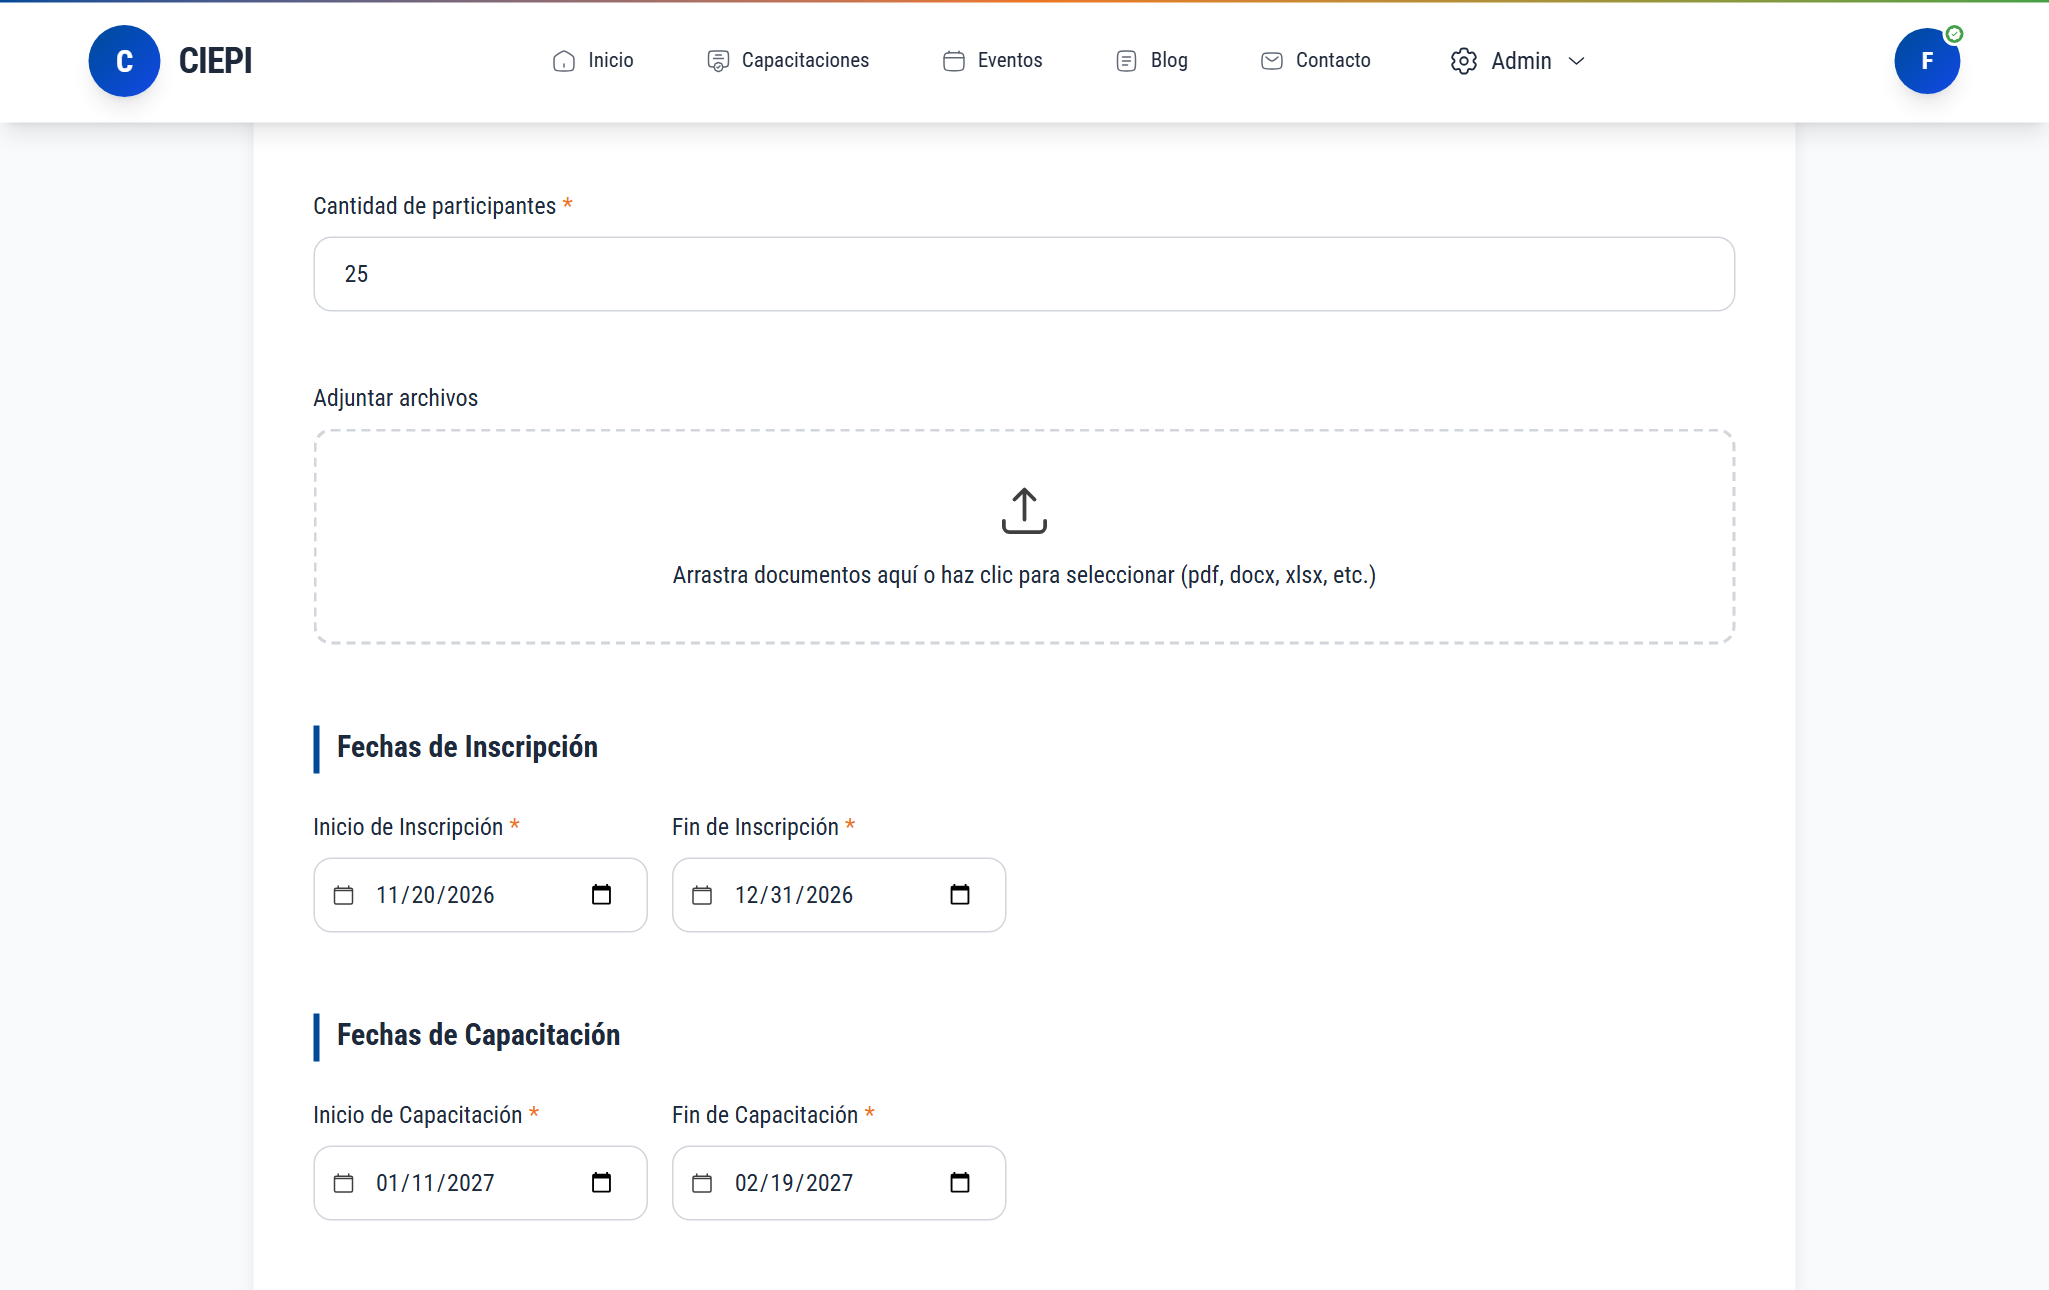 C CIEPI Inicio Capacitaciones Eventos Blog Contacto Admin F
Cantidad de participantes *
25
Adjuntar archivos
Arrastra documentos aquí o haz clic para seleccionar (pdf, docx, xlsx, etc.)
Fechas de Inscripción
Inicio de Inscripción * Fin de Inscripción *
11/20/2026 12/31/2026
Fechas de Capacitación
Inicio de Capacitación * Fin de Capacitación *
01/11/2027 02/19/2027